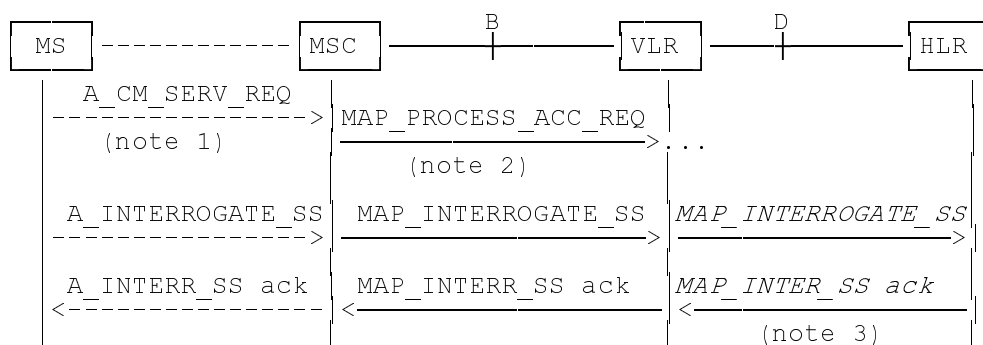 B D
MS MSC VLR HLR
A_CM_SERV_REQ
MAP_PROCESS_ACC_REQ
(note 1) ...
(note 2)
A_INTERROGATE_SS MAP_INTERROGATE_SS MAP_INTERROGATE_SS
A_INTERR_SS ack MAP_INTERR_SS ack MAP_INTER_SS ack
(note 3)